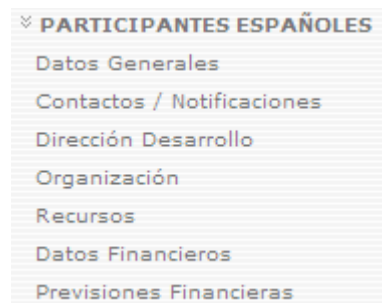 PARTICIPANTES ESPAÑOLES
Datos Generales
Contactos / Notificaciones
Dirección Desarrollo
Organización
Recursos
Datos Financieros
Previsiones Financieras